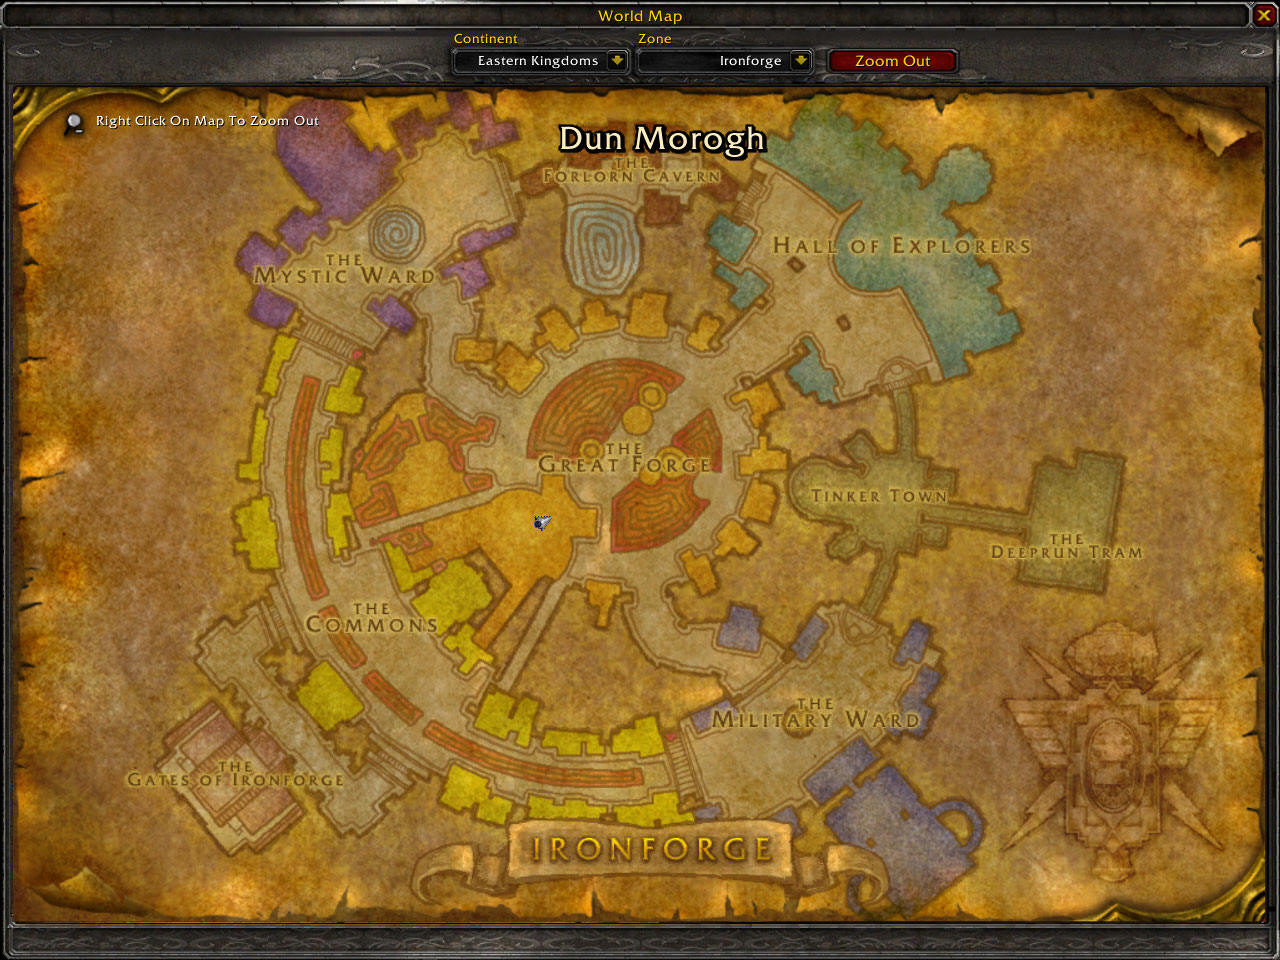 World Map
Continent
Zone
Eastern Kingdoms
Ironforge
Zoom Out
Right Click On Map To Zoom Out
Dun Morogh
THE
FORLORN CAVERN
HALL OF EXPLORERS
THE
MYSTIC WARD
THE
GREAT FORGE
TINKER TOWN
THE
DEEPRUN TRAM
THE
COMMONS
THE
MILITARY WARD
THE
GATES OF IRONFORGE
IRONFORGE